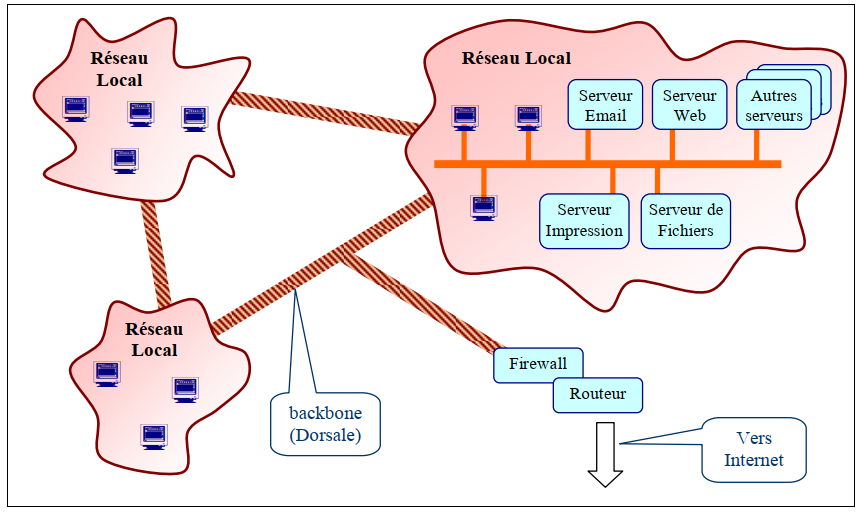 Réseau
Local
Réseau Local
Serveur
Email
Serveur
Web
Autres
serveurs
Serveur
Impression
Serveur de
Fichiers
Réseau
Local
Firewall
Routeur
backbone
(Dorsale)
Vers
Internet